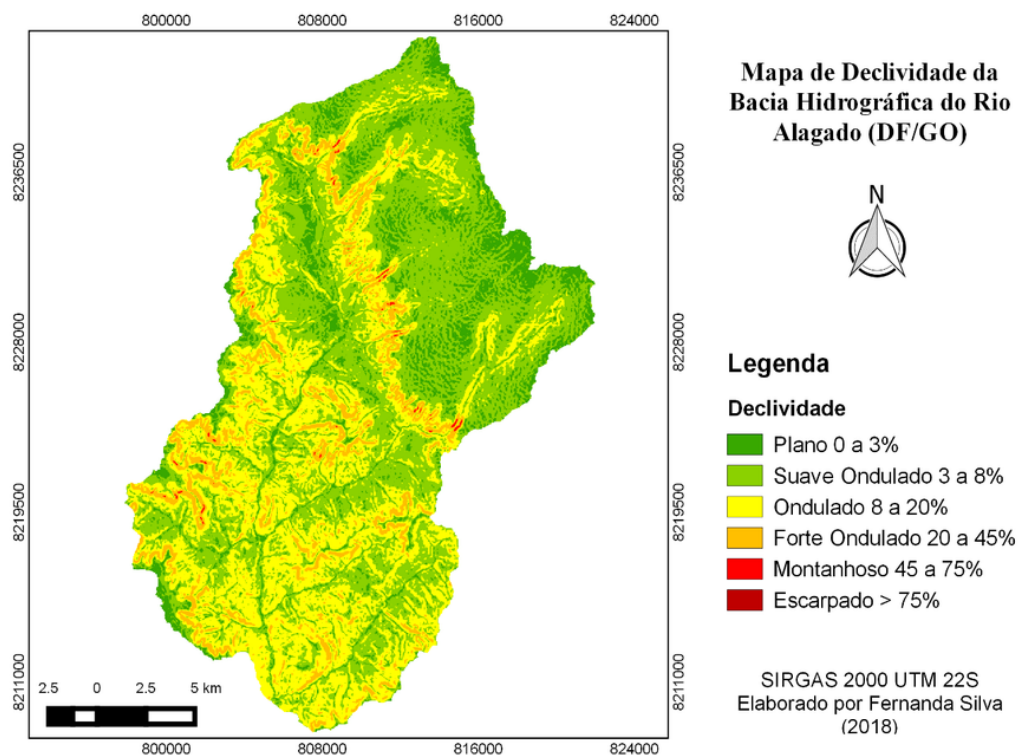 800000 808000 816000 824000
8236500 8236500
8228000 8228000
8219500 8219500
8211000 8211000
2.5 0 2.5 5 km
800000 808000 816000 824000
Mapa de Declividade da
Bacia Hidrográfica do Rio
Alagado (DF/GO)
N
Legenda
Declividade
Plano 0 a 3%
Suave Ondulado 3 a 8%
Ondulado 8 a 20%
Forte Ondulado 20 a 45%
Montanhoso 45 a 75%
Escarpado > 75%
SIRGAS 2000 UTM 22S
Elaborado por Fernanda Silva
(2018)